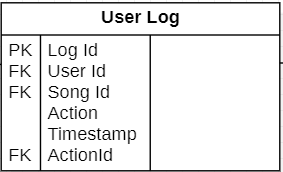 User Log
PK Log Id
FK User Id
FK Song Id
Action
Timestamp
FK ActionId